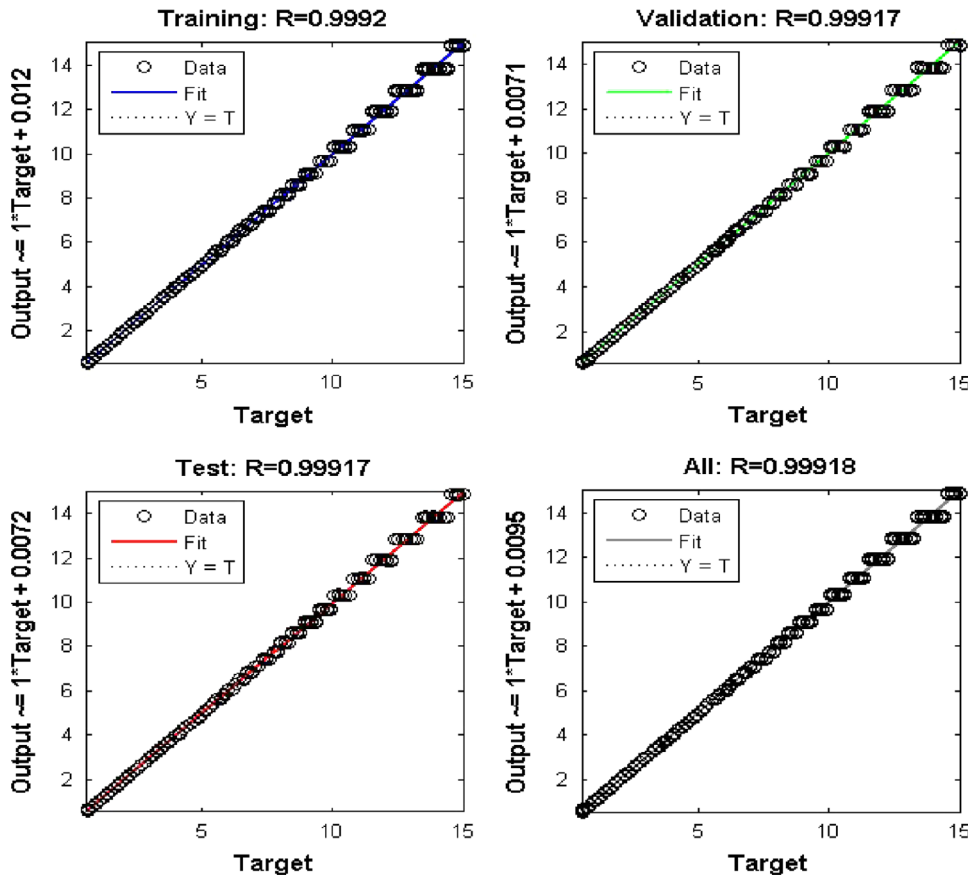 Training: R=0.9992
Output ~= 1*Target + 0.012
Data
Fit
Y = T
14
12
10
8
6
4
2
5
10
15
Target
Validation: R=0.99917
Output ~= 1*Target + 0.0071
Data
Fit
Y = T
14
12
10
8
6
4
2
5
10
15
Target
Test: R=0.99917
Output ~= 1*Target + 0.0072
Data
Fit
Y = T
14
12
10
8
6
4
2
5
10
15
Target
All: R=0.99918
Output ~= 1*Target + 0.0095
Data
Fit
Y = T
14
12
10
8
6
4
2
5
10
15
Target